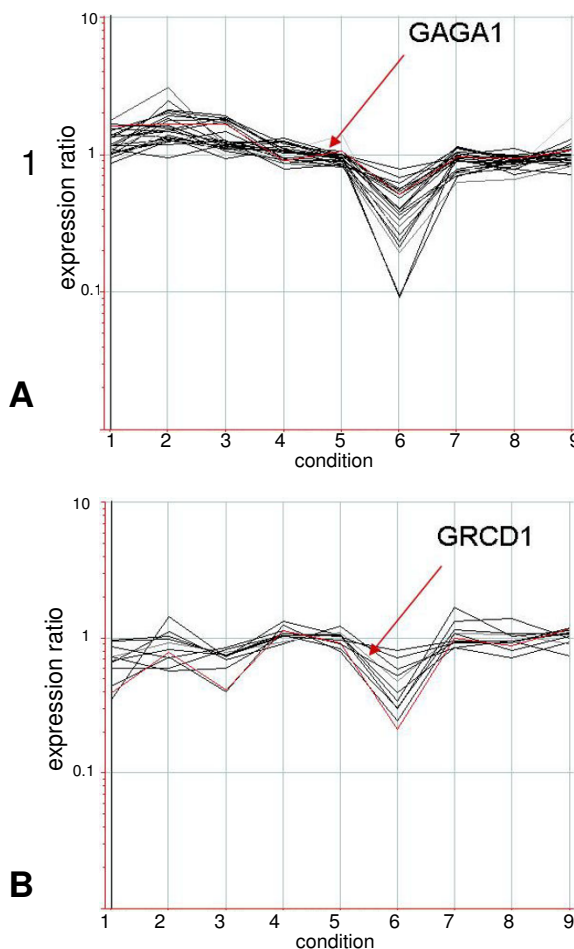 10
GAGA1
1
1
expression ratio
0.1
A
1 2 3 4 5 6 7 8 9
condition
10
GRCD1
1
expression ratio
0.1
B
1 2 3 4 5 6 7 8 9
condition